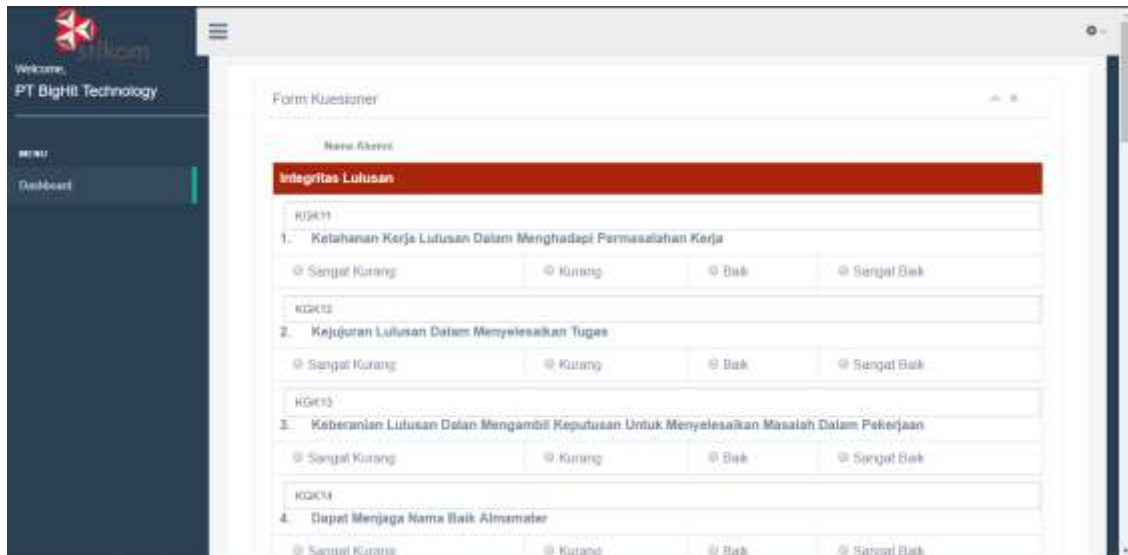 stikom
Welcome,
PT BigHit Technology
MENU
Dashboard
Form Kuesioner
Nama Alumni
Integritas Lulusan
KGK11
1. Ketahanan Kerja Lulusan Dalam Menghadapi Permasalahan Kerja
Sangat Kurang Kurang Baik Sangat Baik
KGK12
2. Kejujuran Lulusan Dalam Menyelesaikan Tugas
Sangat Kurang Kurang Baik Sangat Baik
KGK13
3. Keberanian Lulusan Dalan Mengambil Keputusan Untuk Menyelesaikan Masalah Dalam Pekerjaan
Sangat Kurang Kurang Baik Sangat Baik
KGK14
4. Dapat Menjaga Nama Baik Almamater
Sangat Kurang Kurang Baik Sangat Baik